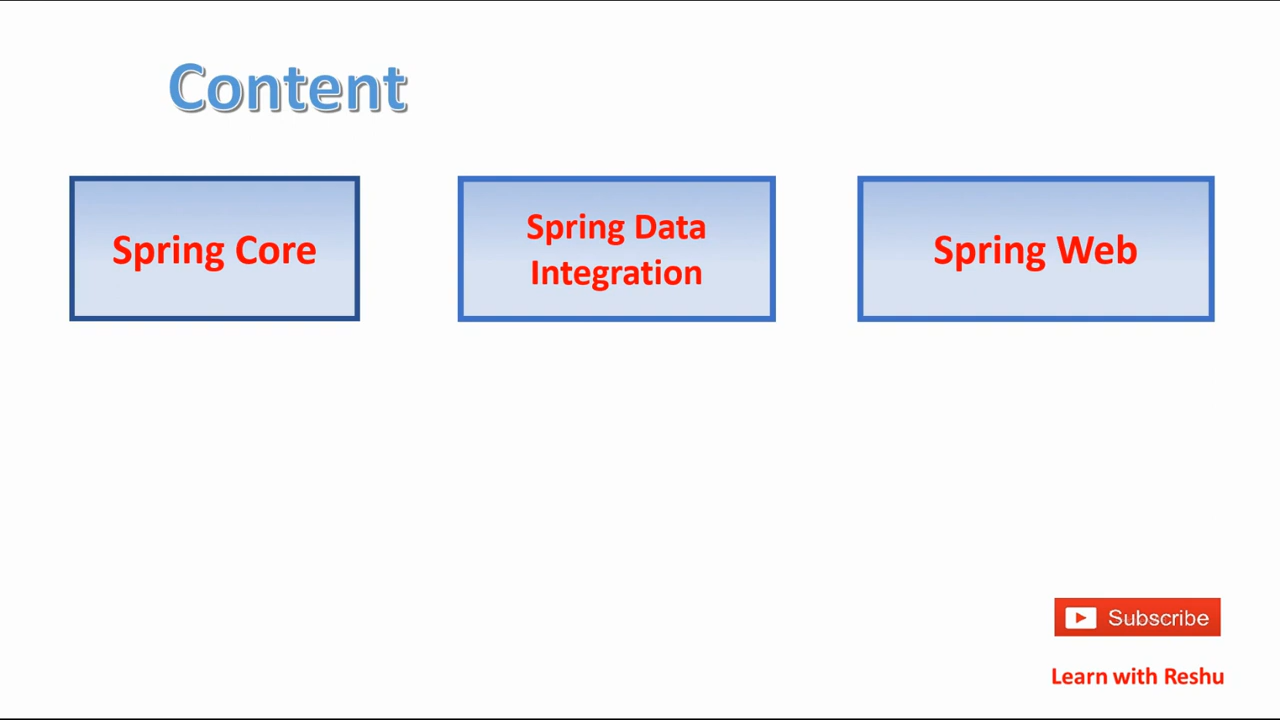 Content
Spring Core
Spring Data
Integration
Spring Web
Subscribe
Learn with Reshu